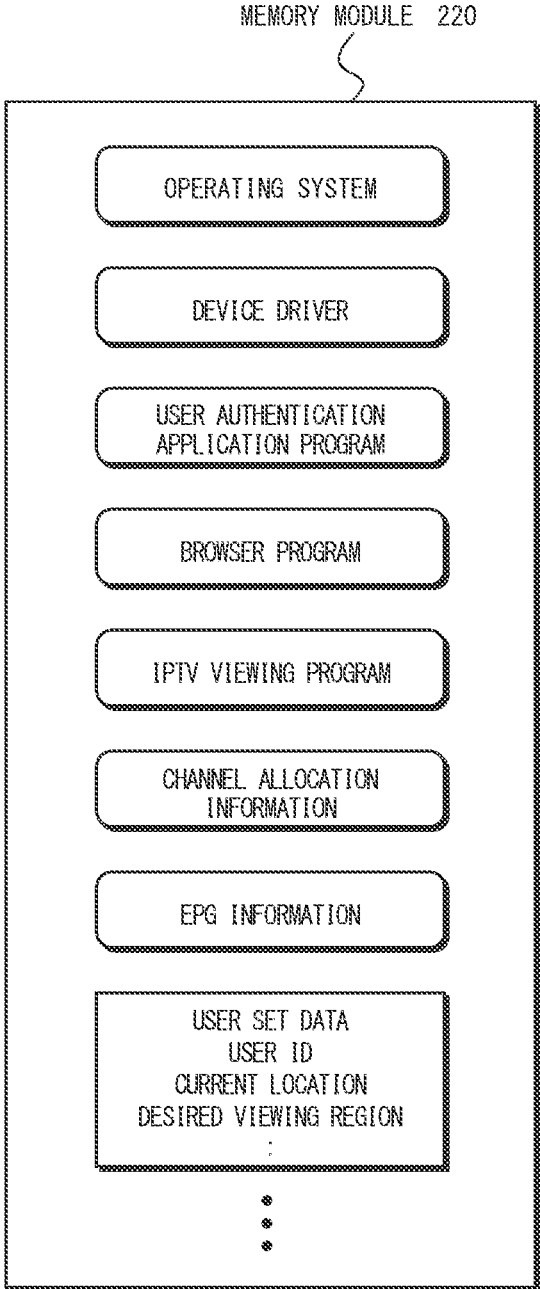 MEMORY MODULE 220
OPERATING SYSTEM
DEVICE DRIVER
USER AUTHENTICATION
APPLICATION PROGRAM
BROWSER PROGRAM
IPTV VIEWING PROGRAM
CHANNEL ALLOCATION
INFORMATION
EPG INFORMATION
USER SET DATA
USER ID
CURRENT LOCATION
DESIRED VIEWING REGION